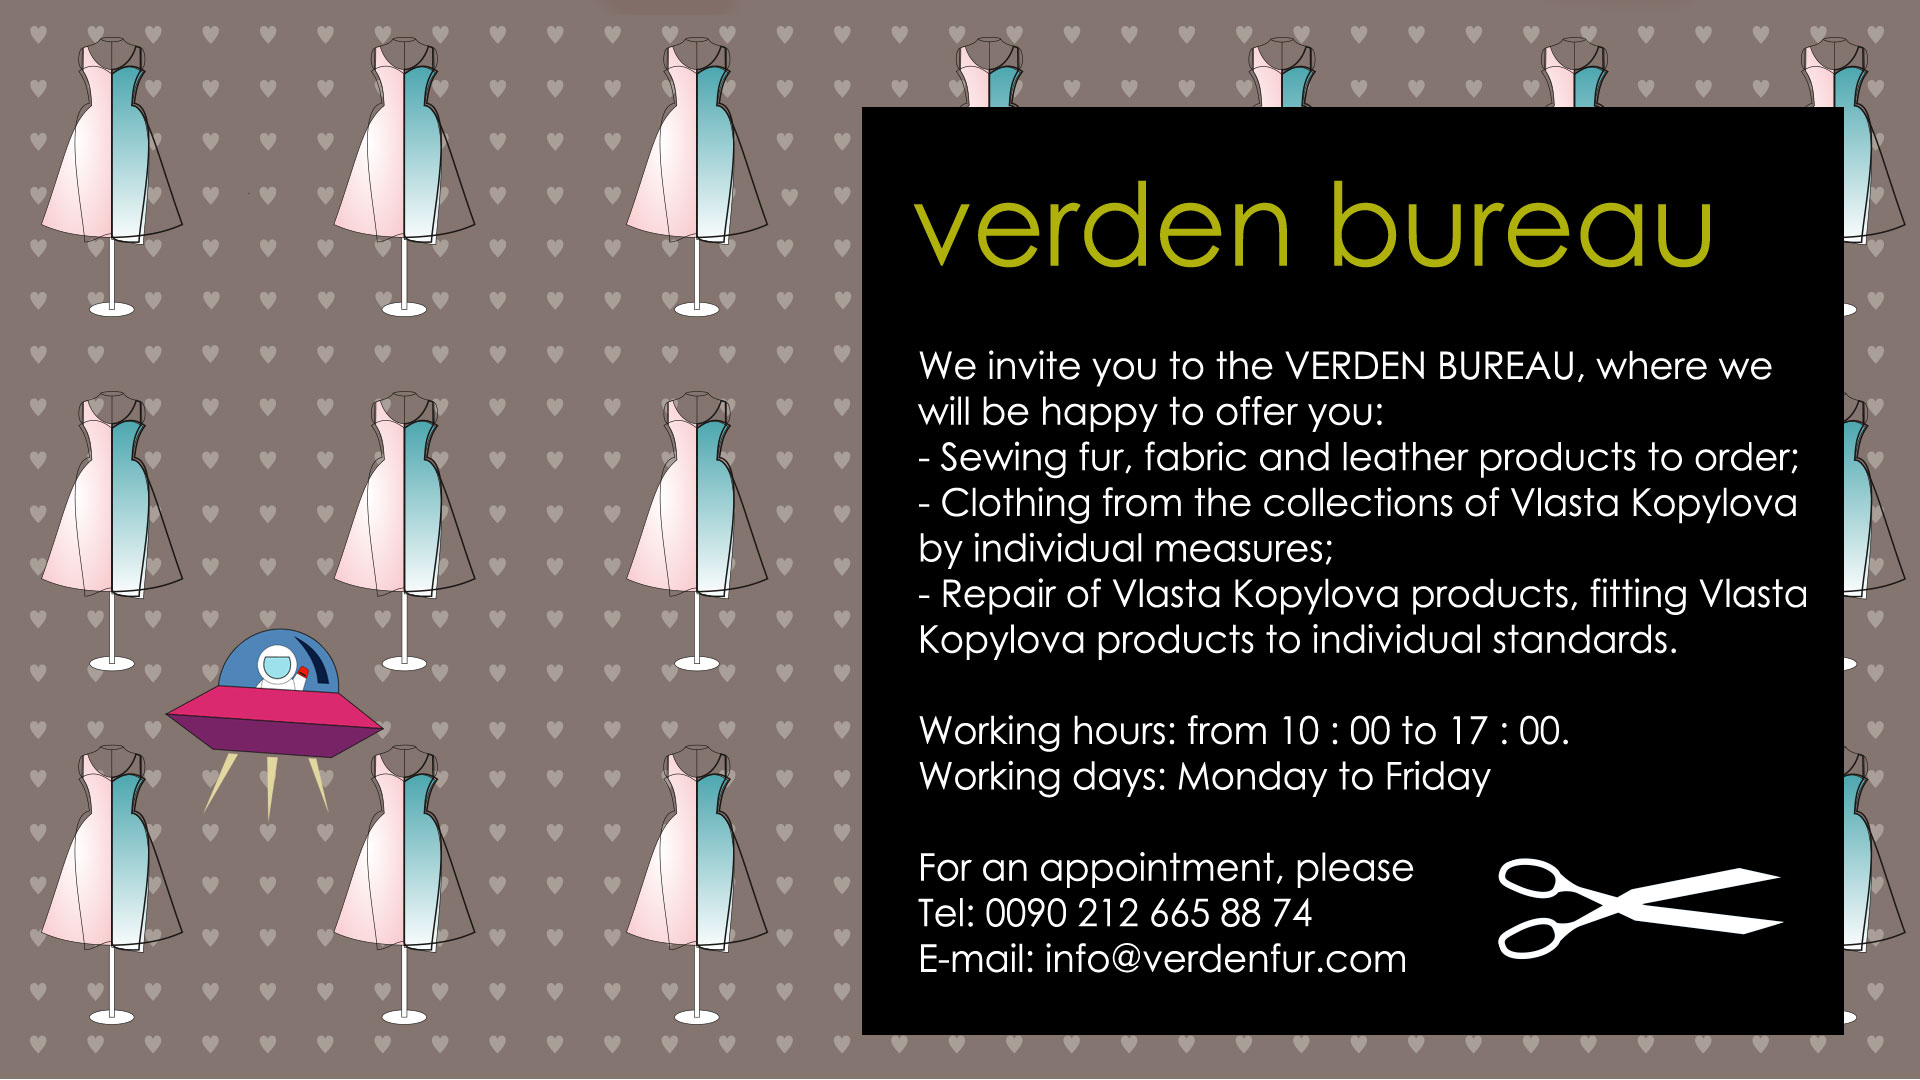 verden bureau
We invite you to the VERDEN BUREAU, where we
will be happy to offer you:
- Sewing fur, fabric and leather products to order;
- Clothing from the collections of Vlasta Kopylova
by individual measures;
- Repair of Vlasta Kopylova products, fitting Vlasta
Kopylova products to individual standards.
Working hours: from 10 : 00 to 17 : 00.
Working days: Monday to Friday
For an appointment, please
Tel: 0090 212 665 88 74
E-mail: info@verdenfur.com